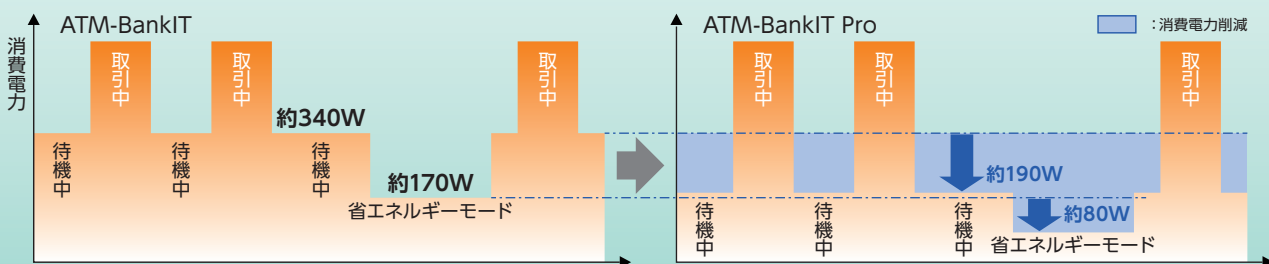 ATM-BankIT
消費電力
取引中
取引中
取引中
約340W
待機中
待機中
待機中
約170W
省エネルギーモード
ATM-BankIT Pro
：消費電力削減
取引中
取引中
取引中
約190W
待機中
待機中
待機中
約80W
省エネルギーモード